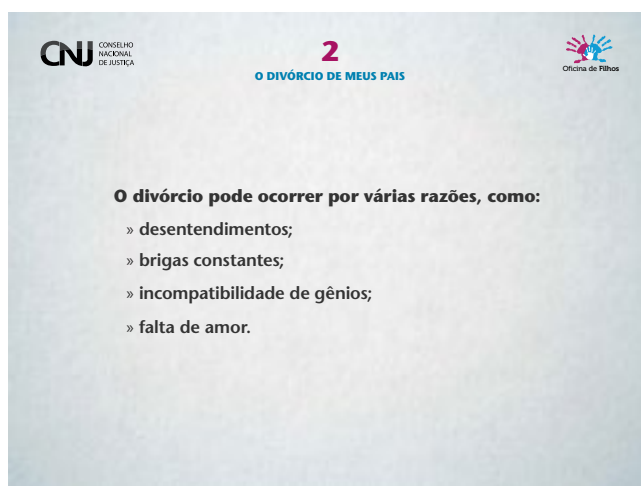 CNJ
CONSELHO
NACIONAL
DE JUSTIÇA
2
O DIVÓRCIO DE MEUS PAIS
Oficina de Filhos
O divórcio pode ocorrer por várias razões, como:
» desentendimentos;
» brigas constantes;
» incompatibilidade de gênios;
» falta de amor.